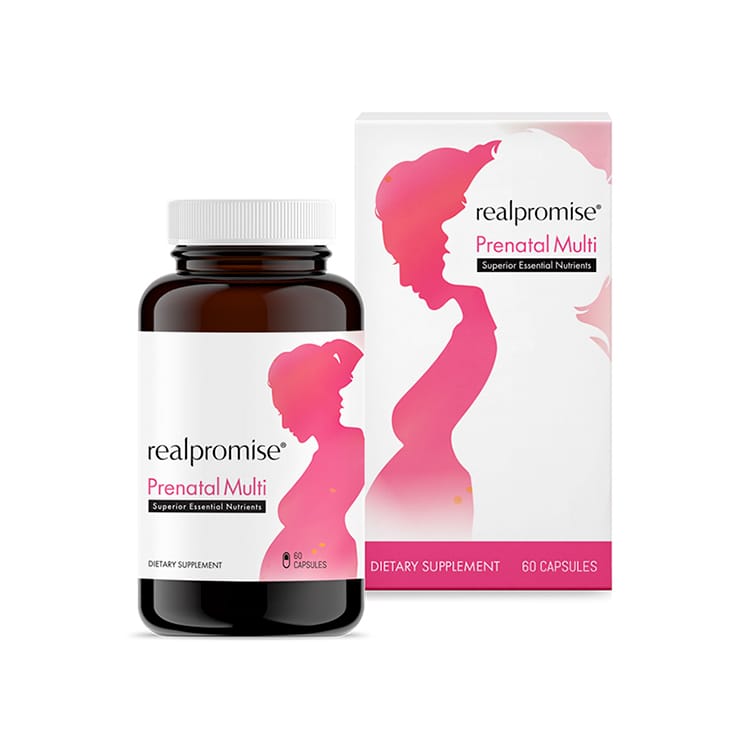 realpromise®
Prenatal Multi
Superior Essential Nutrients
DIETARY SUPPLEMENT
60
CAPSULES
realpromise®
Prenatal Multi
Superior Essential Nutrients
DIETARY SUPPLEMENT 60 CAPSULES